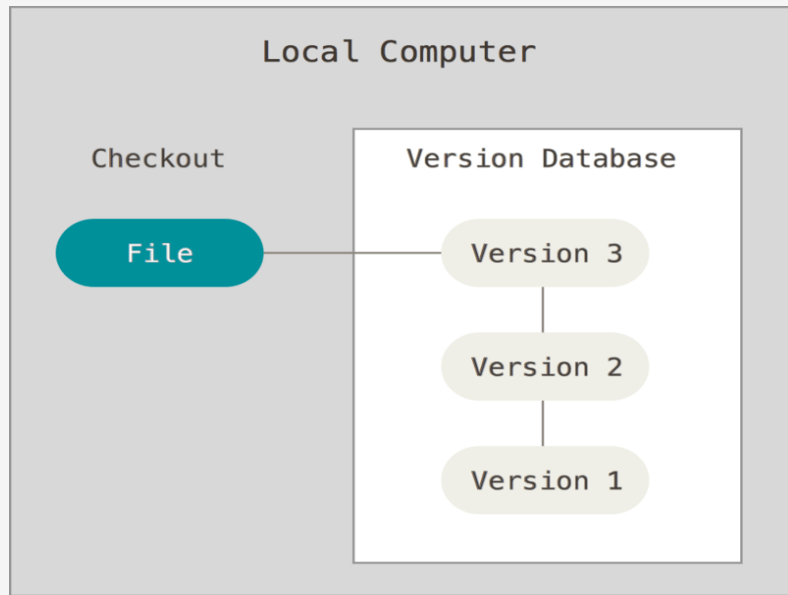 Local Computer
Checkout
Version Database
File
Version 3
Version 2
Version 1